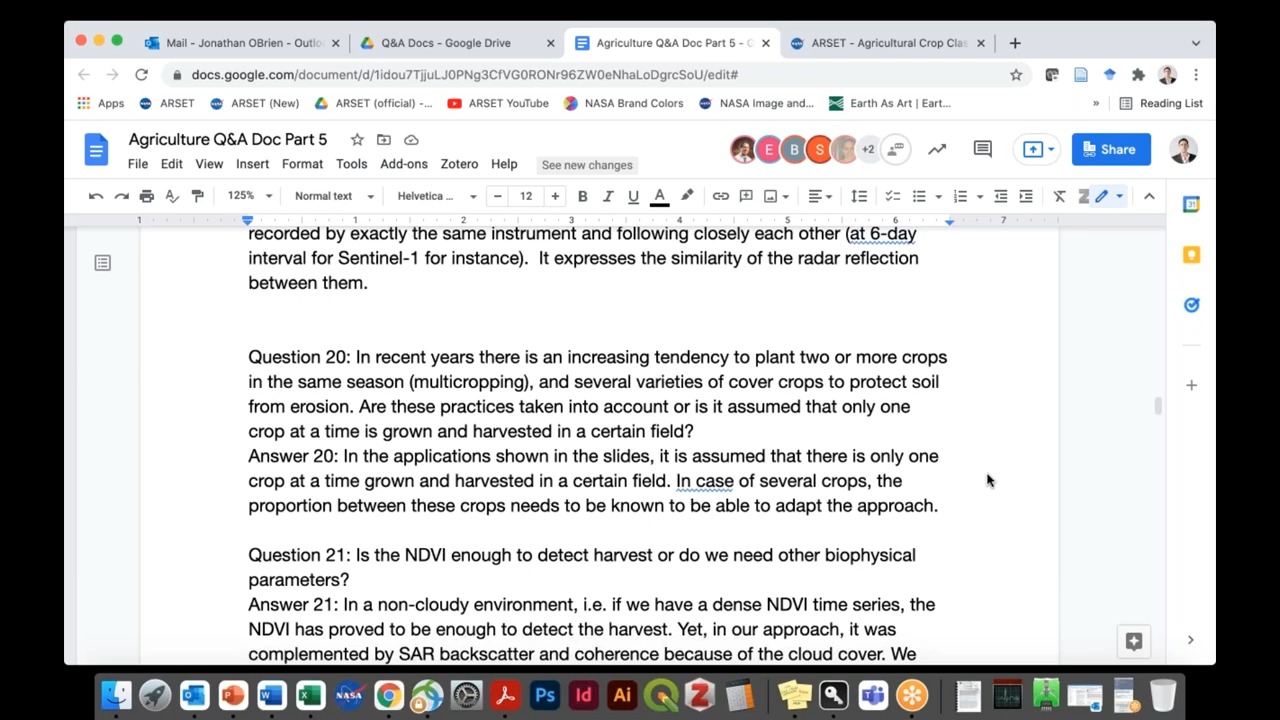 Mail - Jonathan OBrien - Outlo
Q&A Docs - Google Drive
Agriculture Q&A Doc Part 5 - G
ARSET - Agricultural Crop Clas
docs.google.com/document/d/1idou7TjjuLJ0PNg3CfVG0RONr96ZW0eNhaLoDgrcSoU/edit#
Apps ARSET ARSET (New) ARSET (official) -... ARSET YouTube NASA Brand Colors NASA Image and... Earth As Art | Eart... » Reading List
Agriculture Q&A Doc Part 5
+2
Share
File Edit View Insert Format Tools Add-ons Zotero Help See new changes
125% Normal text Helvetica ... – 12 + B I U A
1 1 2 3 4 5 6 7
31
recorded by exactly the same instrument and following closely each other (at 6-day
interval for Sentinel-1 for instance).  It expresses the similarity of the radar reflection
between them.
Question 20: In recent years there is an increasing tendency to plant two or more crops
in the same season (multicropping), and several varieties of cover crops to protect soil
from erosion. Are these practices taken into account or is it assumed that only one
crop at a time is grown and harvested in a certain field?
Answer 20: In the applications shown in the slides, it is assumed that there is only one
crop at a time grown and harvested in a certain field. In case of several crops, the
proportion between these crops needs to be known to be able to adapt the approach.
Question 21: Is the NDVI enough to detect harvest or do we need other biophysical
parameters?
Answer 21: In a non-cloudy environment, i.e. if we have a dense NDVI time series, the
NDVI has proved to be enough to detect the harvest. Yet, in our approach, it was
complemented by SAR backscatter and coherence because of the cloud cover. We
NASA Ps Id Ai